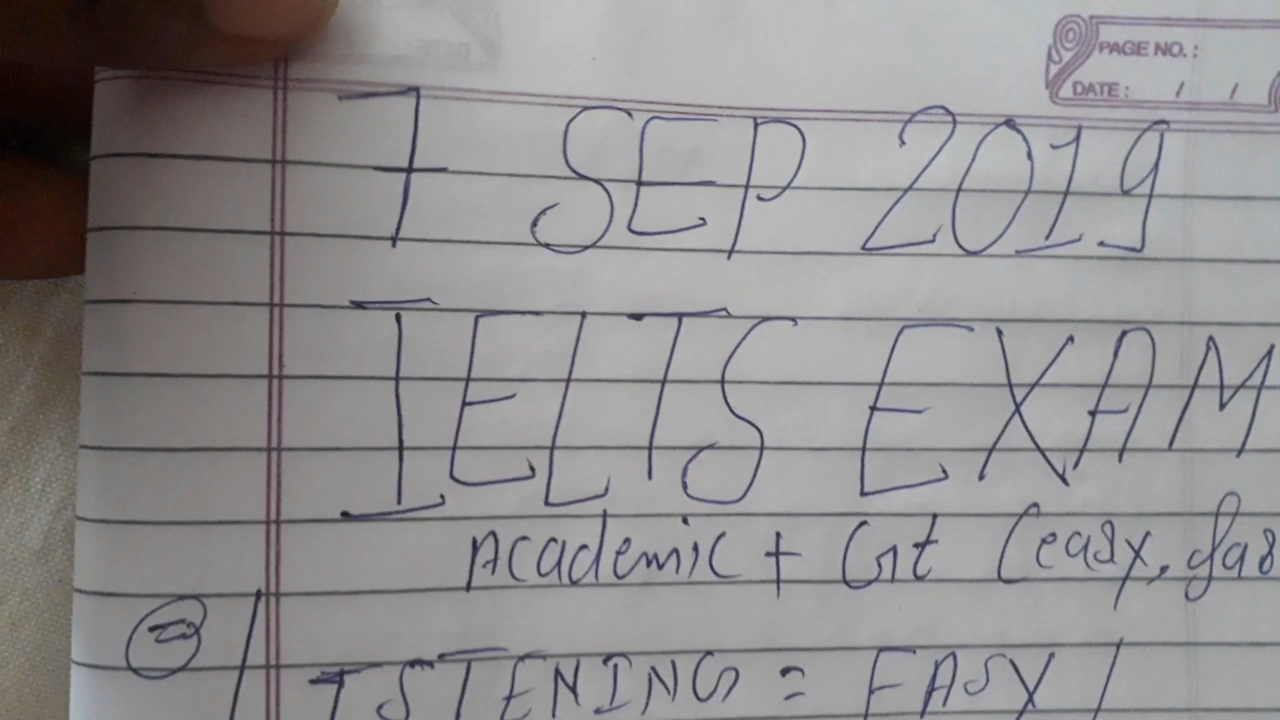 PAGE NO. :
DATE : / /
7 SEP 2019
IELTS EXAM
Academic + Gt (easy,
LISTENING = EASY /